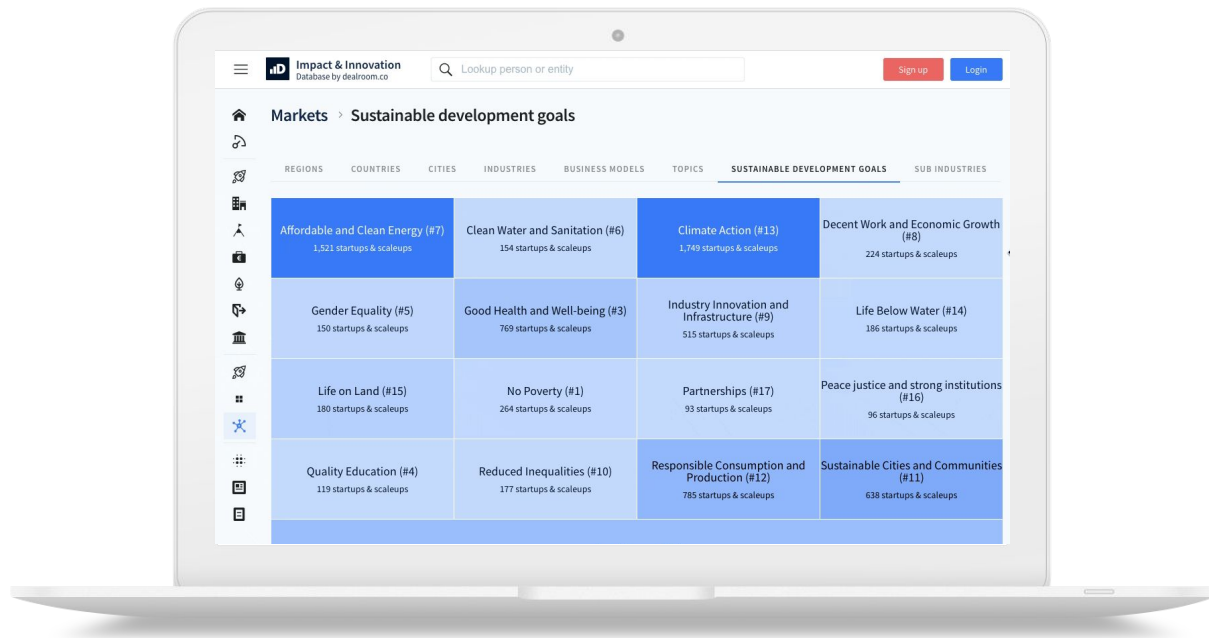 Impact & Innovation
Database by dealroom.co
Lookup person or entity
Sign up
Login
Markets > Sustainable development goals
REGIONS COUNTRIES CITIES INDUSTRIES BUSINESS MODELS TOPICS SUSTAINABLE DEVELOPMENT GOALS SUB INDUSTRIES
Affordable and Clean Energy (#7)
1,521 startups & scaleups
Clean Water and Sanitation (#6)
154 startups & scaleups
Climate Action (#13)
1,749 startups & scaleups
Decent Work and Economic Growth
(#8)
224 startups & scaleups
Gender Equality (#5)
150 startups & scaleups
Good Health and Well-being (#3)
769 startups & scaleups
Industry Innovation and
Infrastructure (#9)
515 startups & scaleups
Life Below Water (#14)
186 startups & scaleups
Life on Land (#15)
180 startups & scaleups
No Poverty (#1)
264 startups & scaleups
Partnerships (#17)
93 startups & scaleups
Peace justice and strong institutions
(#16)
96 startups & scaleups
Quality Education (#4)
119 startups & scaleups
Reduced Inequalities (#10)
177 startups & scaleups
Responsible Consumption and
Production (#12)
785 startups & scaleups
Sustainable Cities and Communities
(#11)
638 startups & scaleups